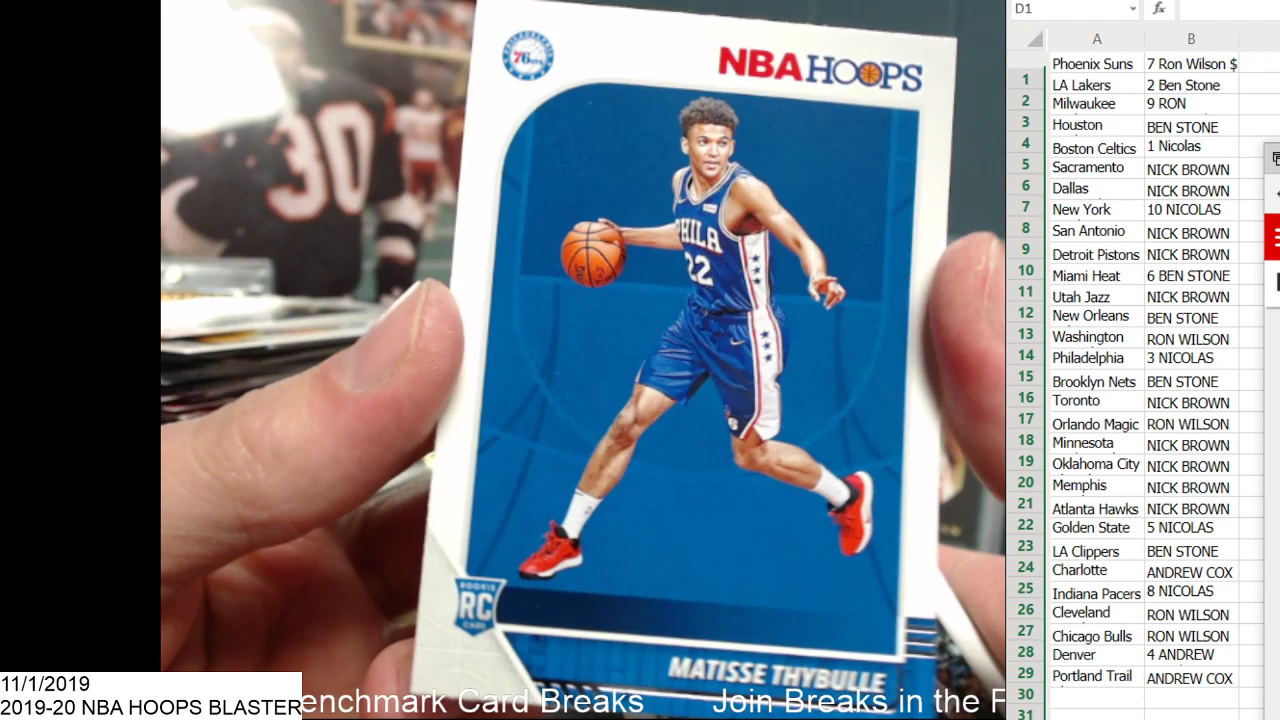 76ers
NBA HOOPS
30
PHILA
22
ROOKIE
RC
CARD
MATISSE THYBULLE
11/1/2019
2019-20 NBA HOOPS BLASTER
enchmark Card Breaks Join Breaks in the F
D1 fx
A B
Phoenix Suns 7 Ron Wilson $
1 LA Lakers 2 Ben Stone
2 Milwaukee 9 RON
3 Houston BEN STONE
4 Boston Celtics 1 Nicolas
5 Sacramento NICK BROWN
6 Dallas NICK BROWN
7 New York 10 NICOLAS
8 San Antonio NICK BROWN
9 Detroit Pistons NICK BROWN
10 Miami Heat 6 BEN STONE
11 Utah Jazz NICK BROWN
12 New Orleans BEN STONE
13 Washington RON WILSON
14 Philadelphia 3 NICOLAS
15 Brooklyn Nets BEN STONE
16 Toronto NICK BROWN
17 Orlando Magic RON WILSON
18 Minnesota NICK BROWN
19 Oklahoma City NICK BROWN
20 Memphis NICK BROWN
21 Atlanta Hawks NICK BROWN
22 Golden State 5 NICOLAS
23 LA Clippers BEN STONE
24 Charlotte ANDREW COX
25 Indiana Pacers 8 NICOLAS
26 Cleveland RON WILSON
27 Chicago Bulls RON WILSON
28 Denver 4 ANDREW
29 Portland Trail ANDREW COX
30
31